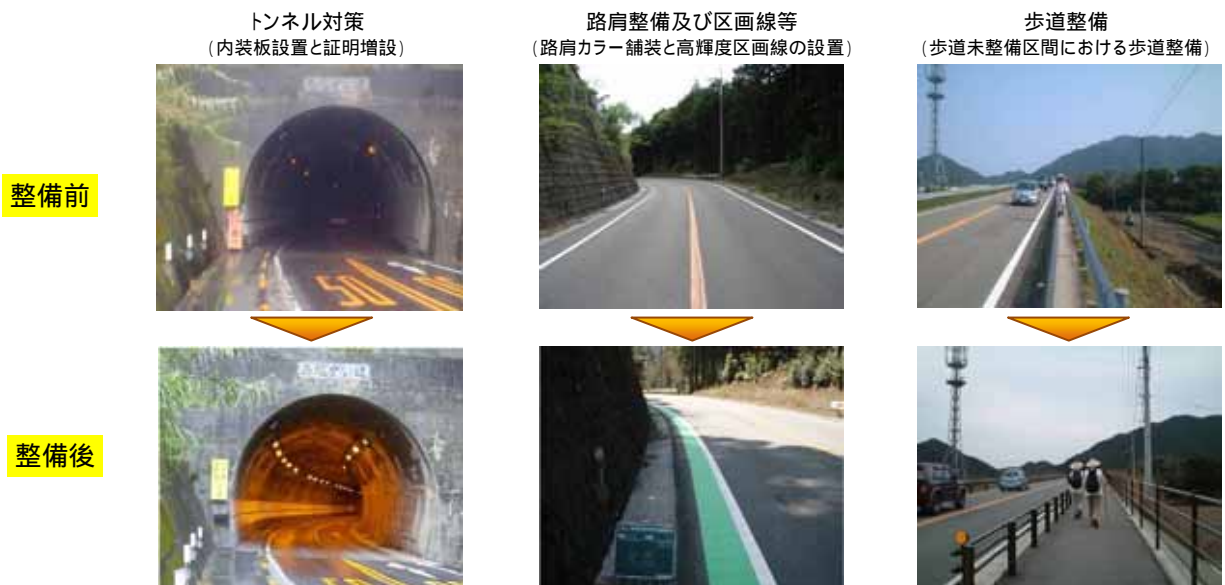 トンネル対策
(内装板設置と証明増設)
路肩整備及び区画線等
(路肩カラー舗装と高輝度区画線の設置)
歩道整備
(歩道未整備区間における歩道整備)
整備前
50
整備後